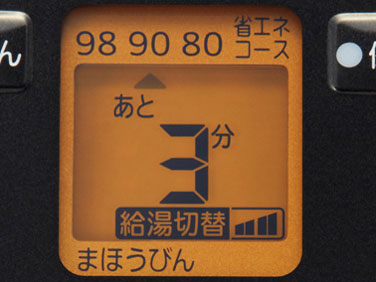 98 90 80 省エネ
コース
あと
3分
給湯切替
まほうびん
ん